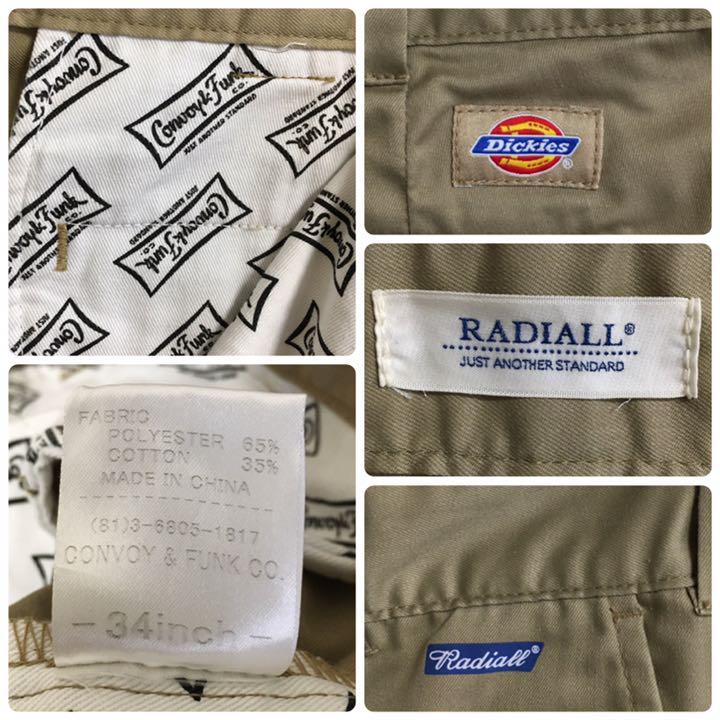 Convoy & Funk
CO.
JUST ANOTHER STANDARD
Dickies
RADIALL®
JUST ANOTHER STANDARD
FABRIC
POLYESTER 65%
COTTON 35%
MADE IN CHINA
(81)3-6805-1817
CONVOY & FUNK CO.
- 34inch -
Radiall